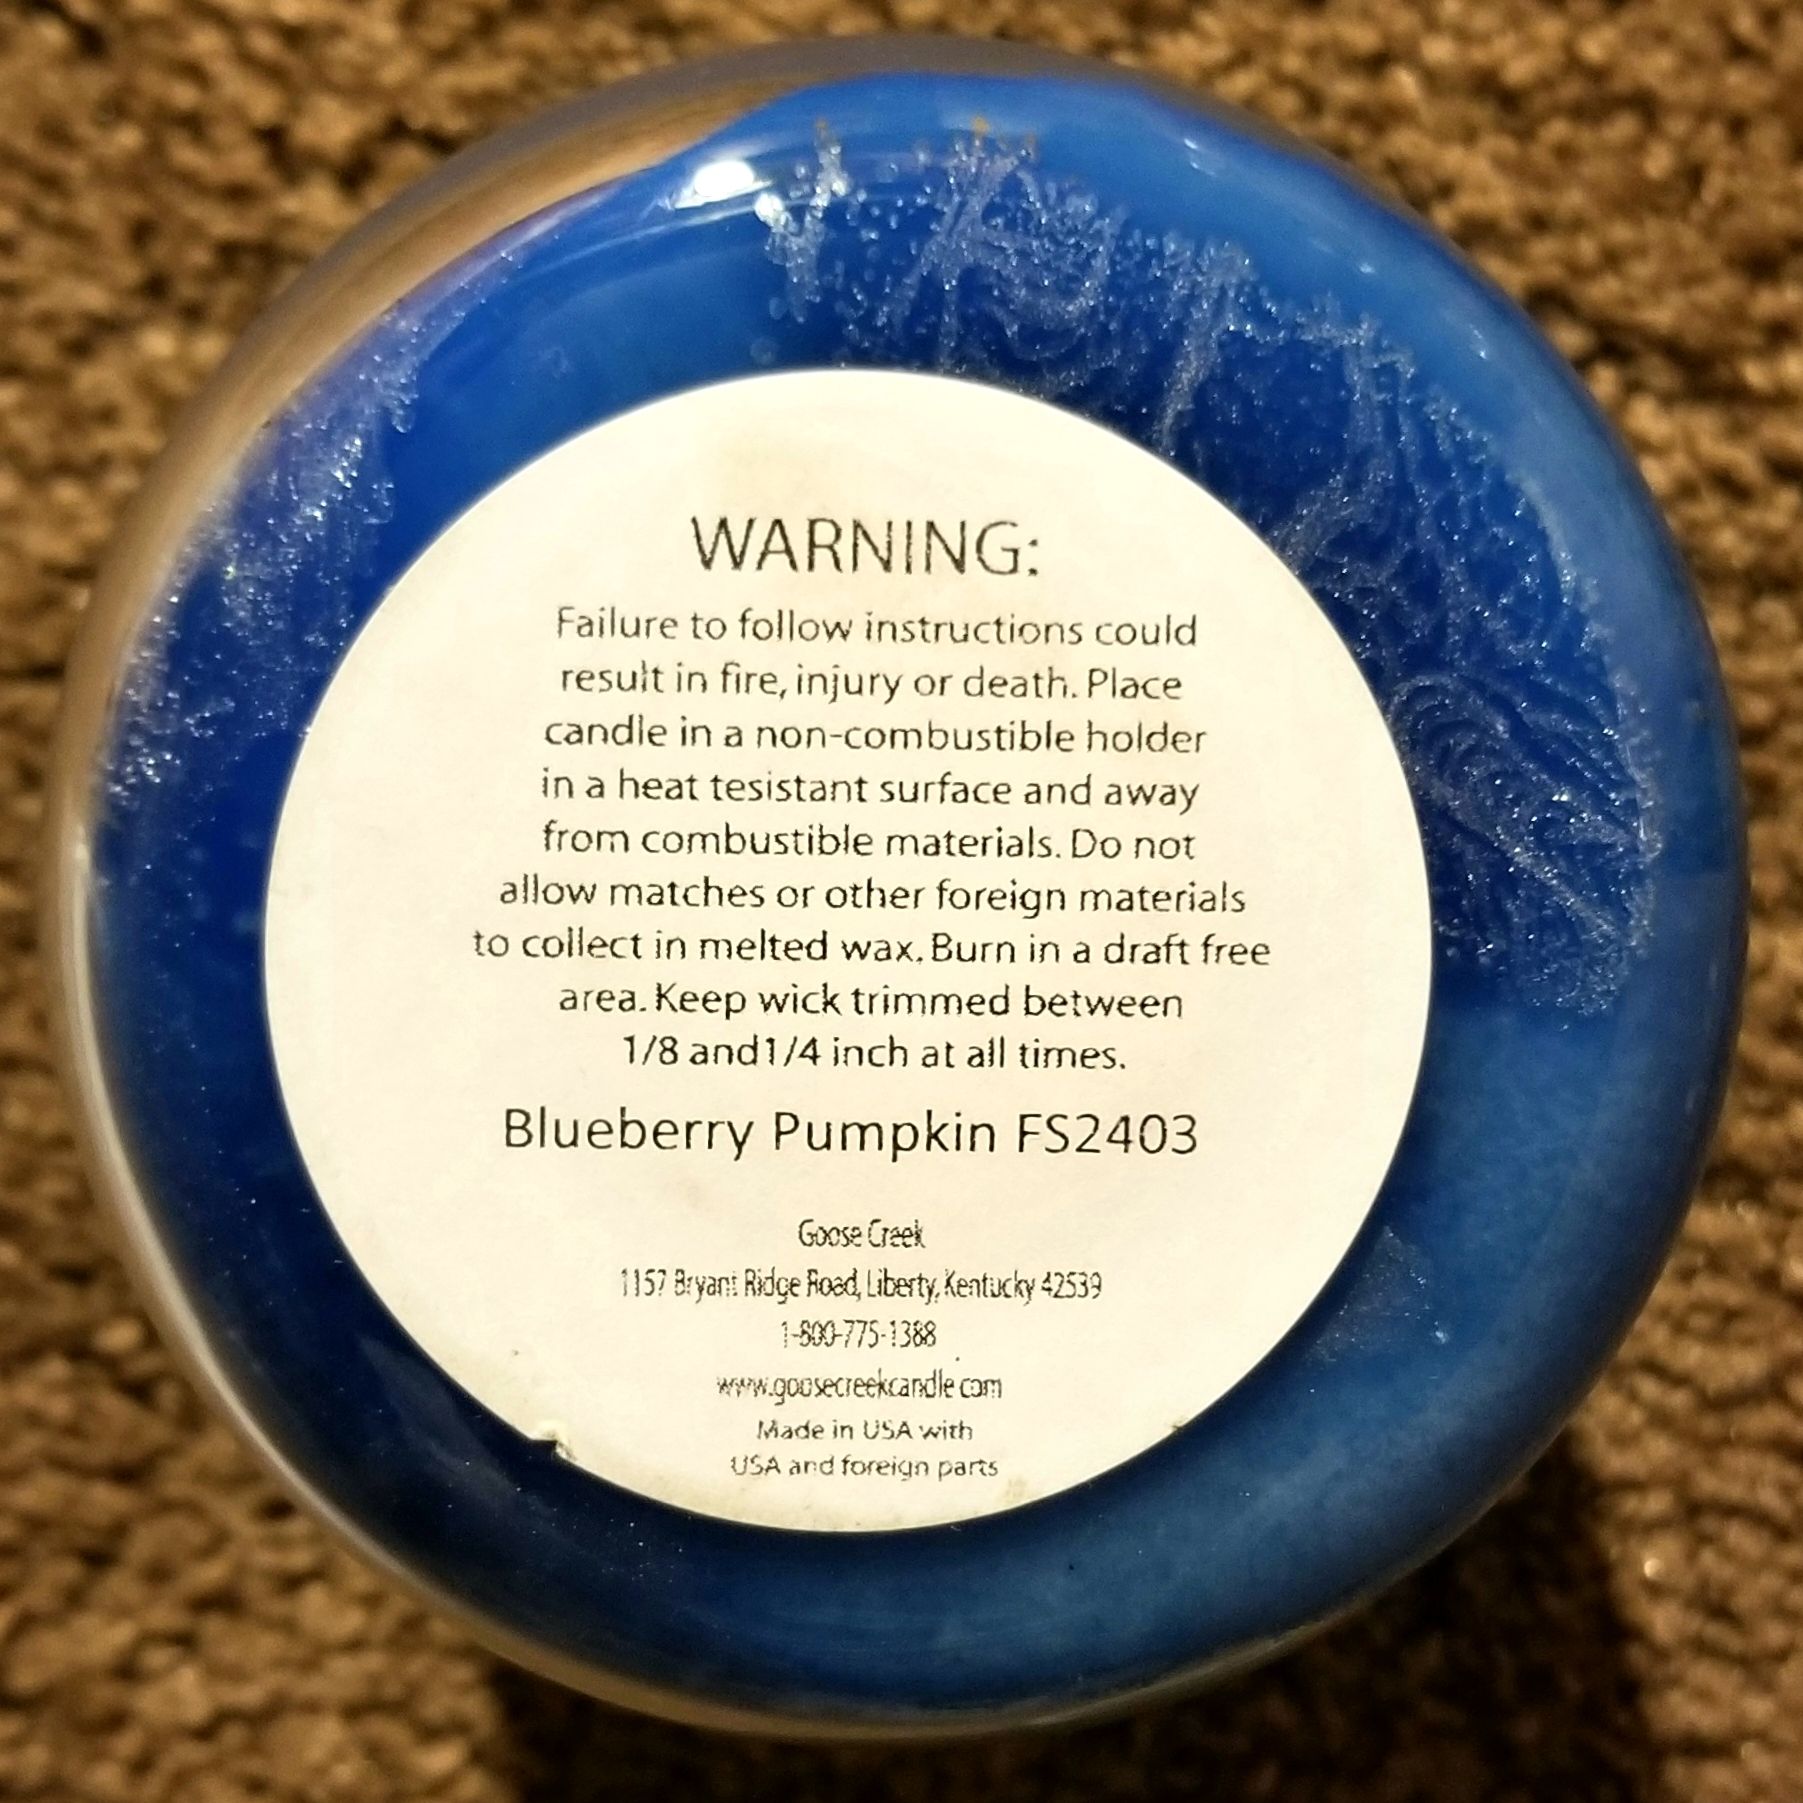 WARNING:
Failure to follow instructions could
result in fire, injury or death. Place
candle in a non-combustible holder
in a heat tesistant surface and away
from combustible materials. Do not
allow matches or other foreign materials
to collect in melted wax. Burn in a draft free
area. Keep wick trimmed between
1/8 and1/4 inch at all times.
Blueberry Pumpkin FS2403
Goose Creek
1157 Bryant Ridge Road, Liberty, Kentucky 42539
1-800-775-1388
www.goosecreekcandle.com
Made in USA with
USA and foreign parts